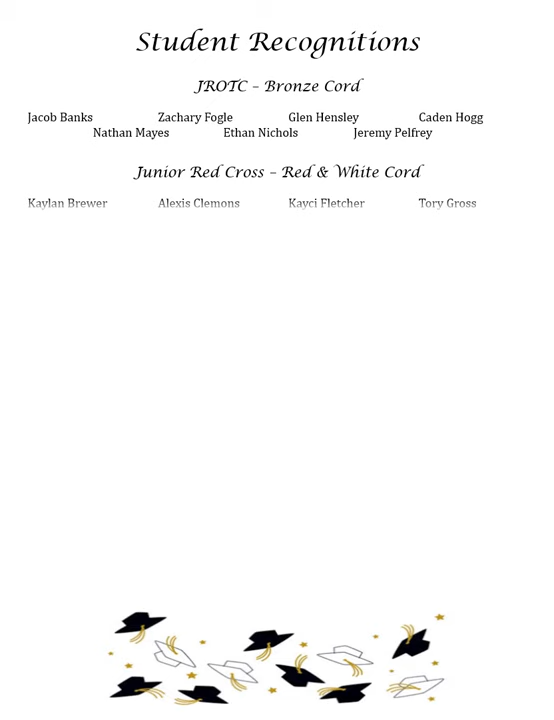 Student Recognitions
JROTC – Bronze Cord
Jacob Banks Zachary Fogle Glen Hensley Caden Hogg
Nathan Mayes Ethan Nichols Jeremy Pelfrey
Junior Red Cross – Red & White Cord
Kaylan Brewer Alexis Clemons Kayci Fletcher Tory Gross